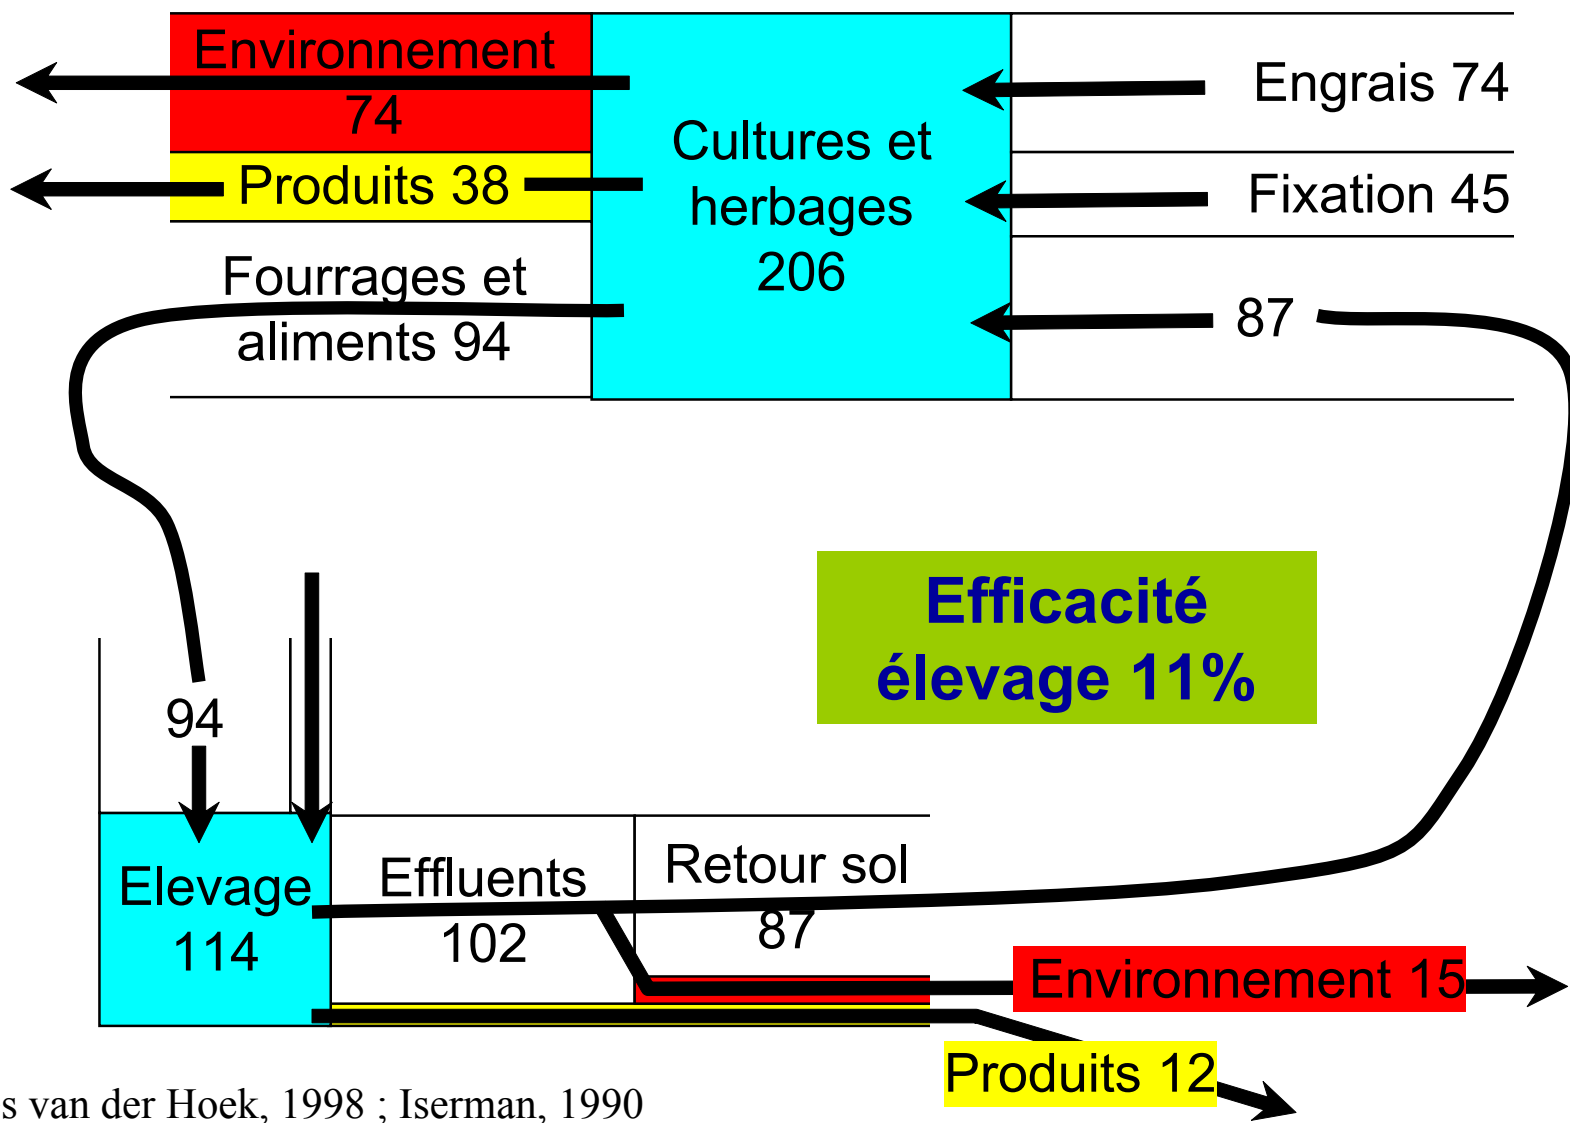 Environnement
74
Produits 38
Fourrages et
aliments 94
Cultures et
herbages
206
Engrais 74
Fixation 45
87
Efficacité
élevage 11%
94
Elevage
114
Effluents
102
Retour sol
87
Environnement 15
Produits 12
s van der Hoek, 1998 ; Iserman, 1990